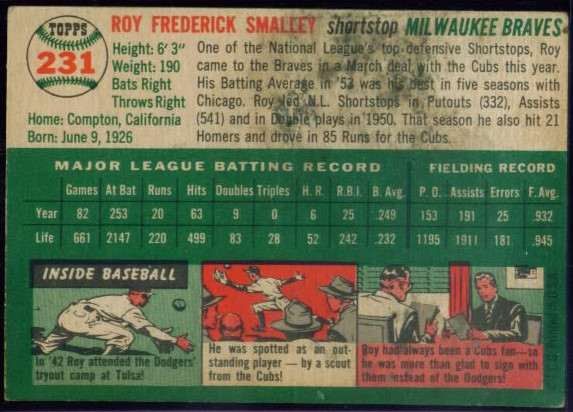 TOPPS
231
ROY FREDERICK SMALLEY shortstop MILWAUKEE BRAVES
Height: 6' 3"
Weight: 190
Bats Right
Throws Right
Home: Compton, California
Born: June 9, 1926
One of the National League's top defensive Shortstops, Roy
came to the Braves in a March deal with the Cubs this year.
His Batting Average in '53 was his best in five seasons with
Chicago. Roy led N.L. Shortstops in Putouts (332), Assists
(541) and in Double plays in 1950. That season he also hit 21
Homers and drove in 85 Runs for the Cubs.
MAJOR LEAGUE BATTING RECORD FIELDING RECORD
Games At Bat Runs Hits Doubles Triples H.R. R.B.I. B. Avg. P.O. Assists Errors F. Avg.
Year 82 253 20 63 9 0 6 25 .249 153 191 25 .932
Life 661 2147 220 499 83 28 52 242 .232 1195 1911 181 .945
INSIDE BASEBALL
In '42 Roy attended the Dodgers'
tryout camp at Tulsa!
He was spotted as an out-
standing player — by a scout
from the Cubs!
Roy had always been a Cubs fan—so
he was more than glad to sign with
them instead of the Dodgers!
T.C.G. Printed in U.S.A.